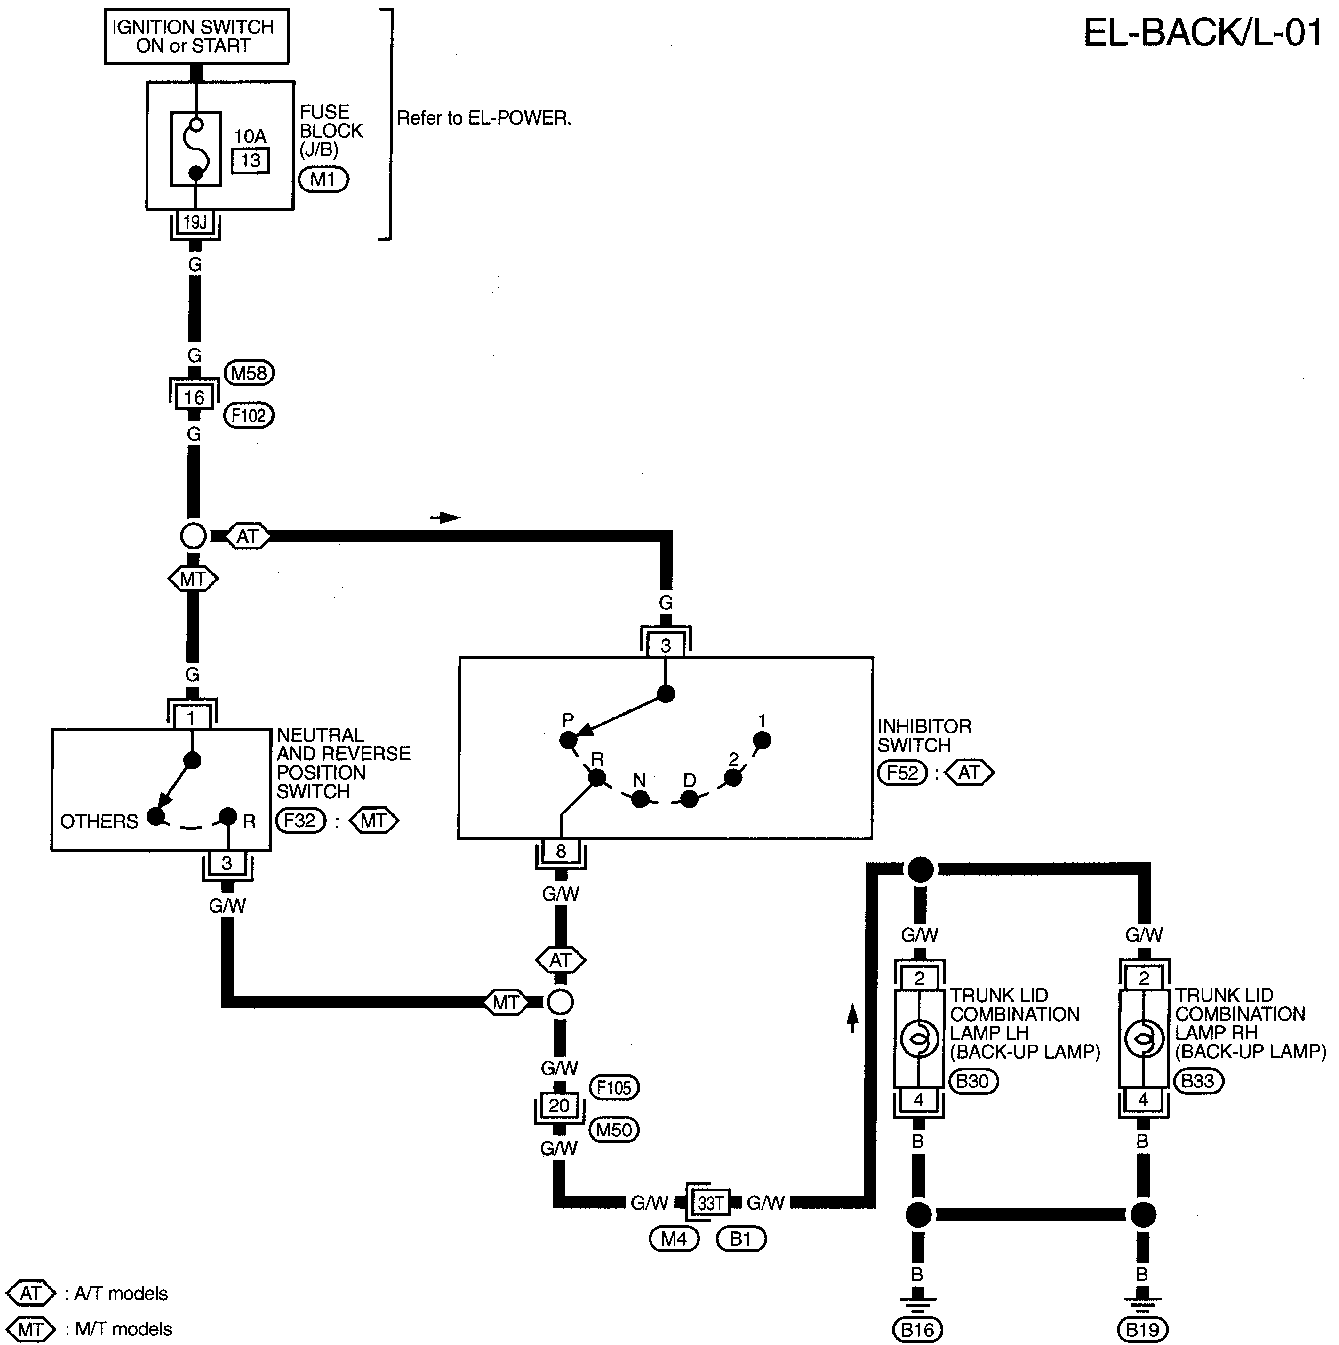 EL-BACK/L-01
IGNITION SWITCH
ON or START
FUSE
BLOCK
(J/B)
10A
13
M1
Refer to EL-POWER.
19J
G
G
M58
16
F102
G
AT
MT
G
G
1
3
NEUTRAL
AND REVERSE
POSITION
SWITCH
F32 : MT
OTHERS
R
3
G/W
P
R
N
D
2
1
INHIBITOR
SWITCH
F52 : AT
8
G/W
AT
MT
G/W
F105
20
M50
G/W
G/W
33T
G/W
M4
B1
G/W
G/W
2
2
TRUNK LID
COMBINATION
LAMP LH
(BACK-UP LAMP)
B30
TRUNK LID
COMBINATION
LAMP RH
(BACK-UP LAMP)
B33
4
4
B
B
B
B
B16
B19
AT : A/T models
MT : M/T models